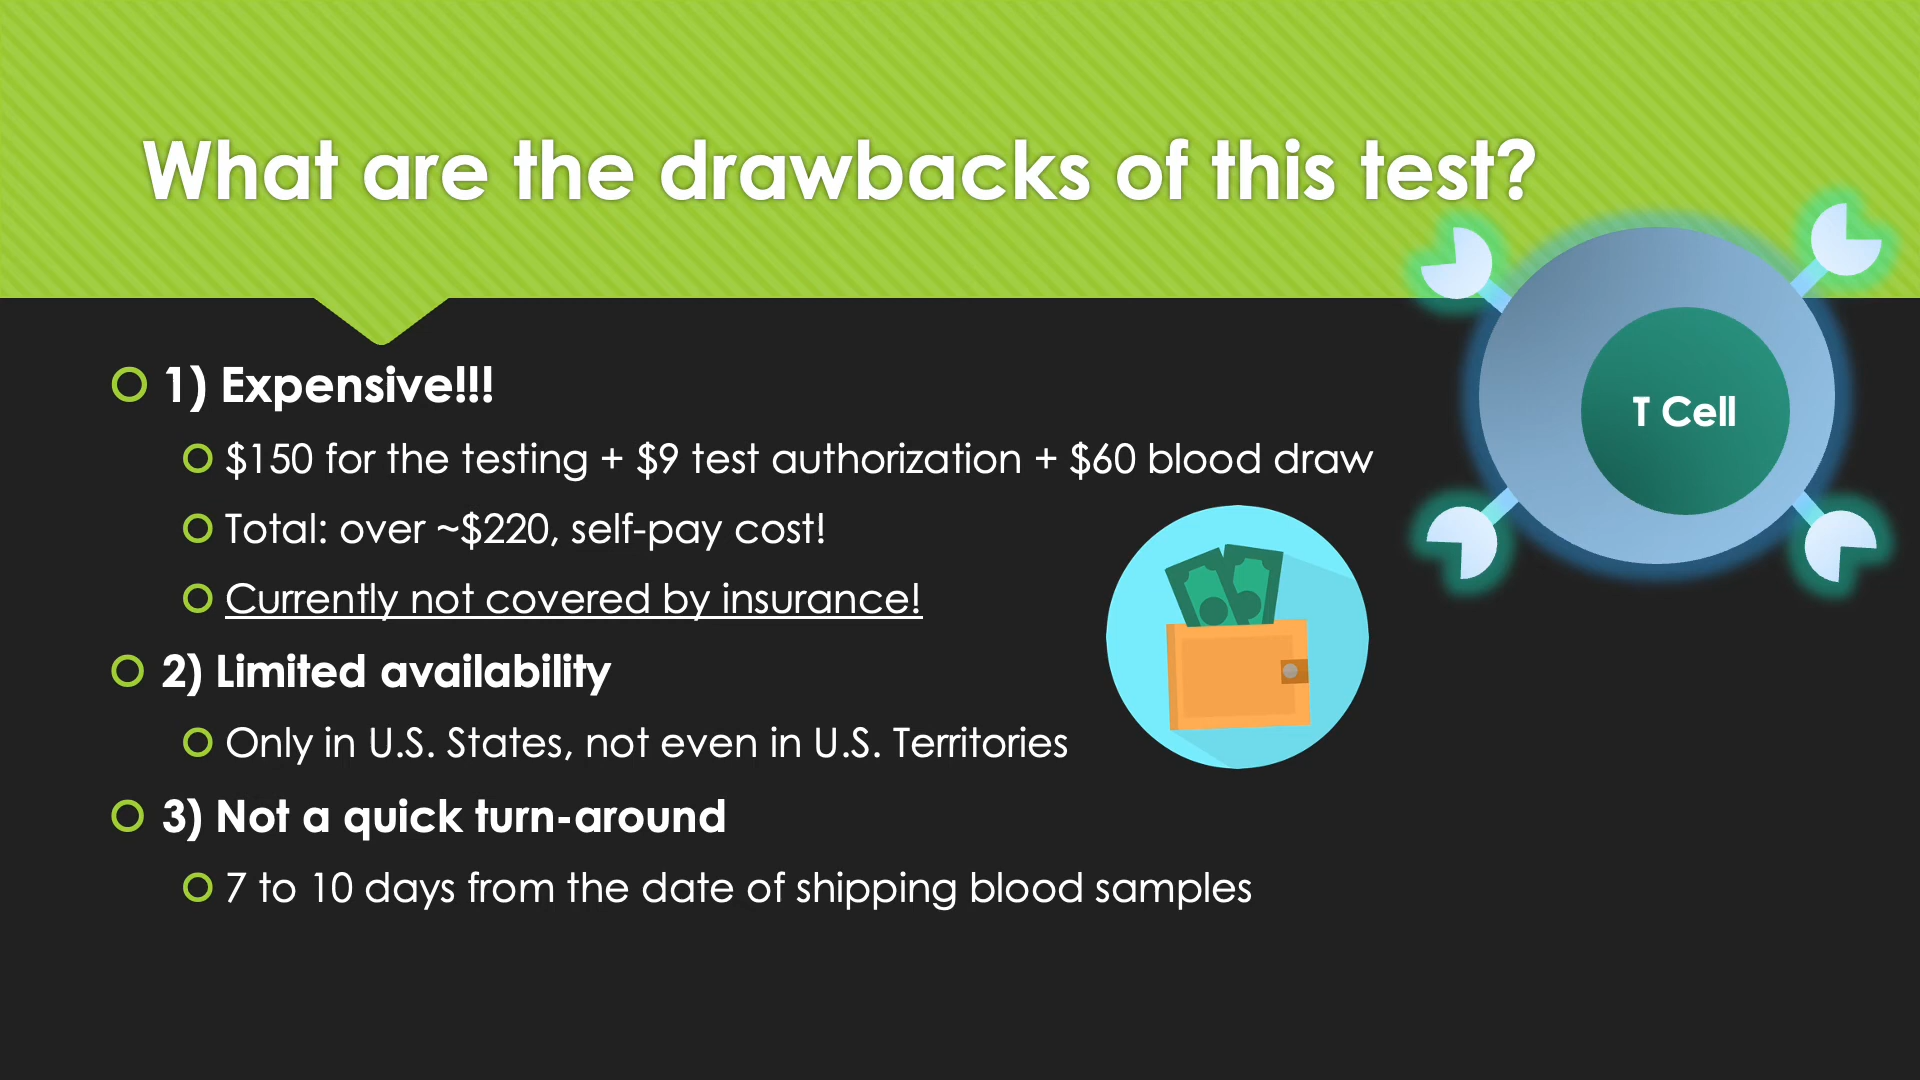 What are the drawbacks of this test?
1) Expensive!!!
$150 for the testing + $9 test authorization + $60 blood draw
Total: over ~$220, self-pay cost!
Currently not covered by insurance!
2) Limited availability
Only in U.S. States, not even in U.S. Territories
3) Not a quick turn-around
7 to 10 days from the date of shipping blood samples
T Cell